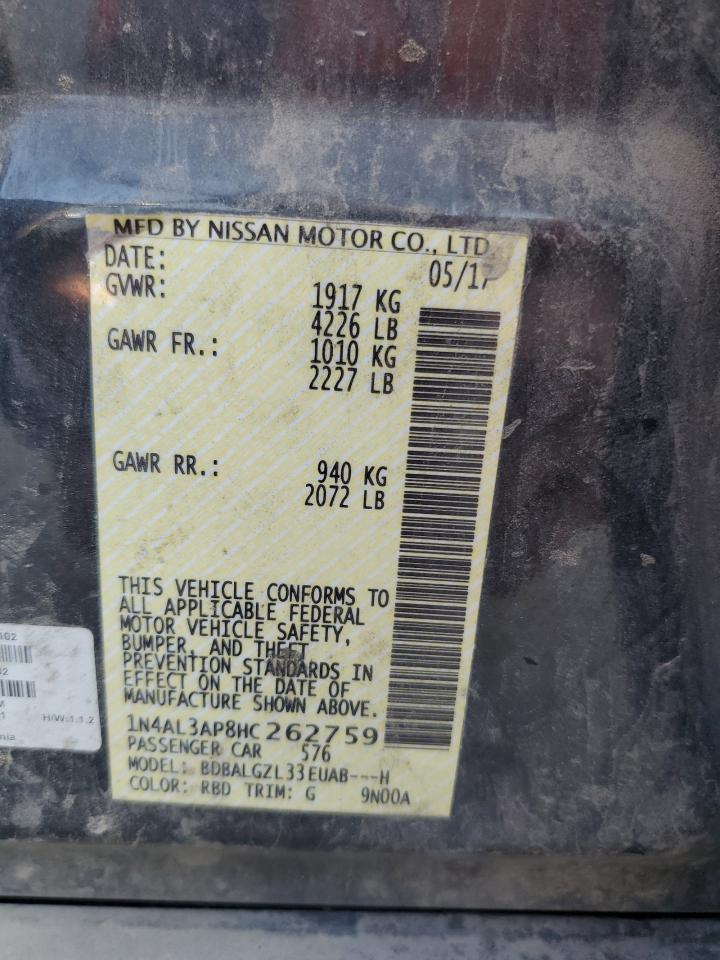 MFD BY NISSAN MOTOR CO., LTD
DATE: 05/17
GVWR: 1917 KG
4226 LB
GAWR FR.: 1010 KG
2227 LB
GAWR RR.: 940 KG
2072 LB
THIS VEHICLE CONFORMS TO
ALL APPLICABLE FEDERAL
MOTOR VEHICLE SAFETY,
BUMPER, AND THEFT
PREVENTION STANDARDS IN
EFFECT ON THE DATE OF
MANUFACTURE SHOWN ABOVE.
1N4AL3AP8HC262759
PASSENGER CAR 576
MODEL: BDBALGZL33EUAB---H
COLOR: RBD TRIM: G 9N00A
H/W:1.1.2